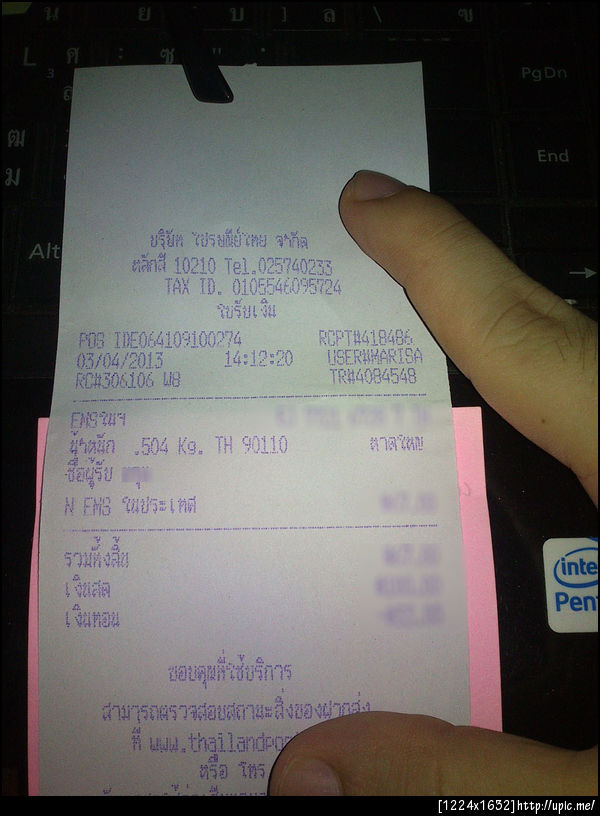 บริษัท ไปรษณีย์ไทย จำกัด
หลักสี่ 10210 Tel.025740233
TAX ID. 0105546095724
ใบรับเงิน
POS IDE064109100274 RCPT#418486
03/04/2013 14:12:20 USER#MARISA
RC#306106 W8 TR#4084548
EMSในฯ
น้ำหนัก .504 Kg. TH 90110 หาดใหญ่
ชื่อผู้รับ
N EMS ในประเทศ
รวมทั้งสิ้น
เงินสด
เงินทอน
ขอบคุณที่ใช้บริการ
สามารถตรวจสอบสถานะสิ่งของฝากส่ง
ที่ www.thailandpos
หรือ โทร
PgDn
End
Alt
intel
Pent
[1224x1632]http://upic.me/